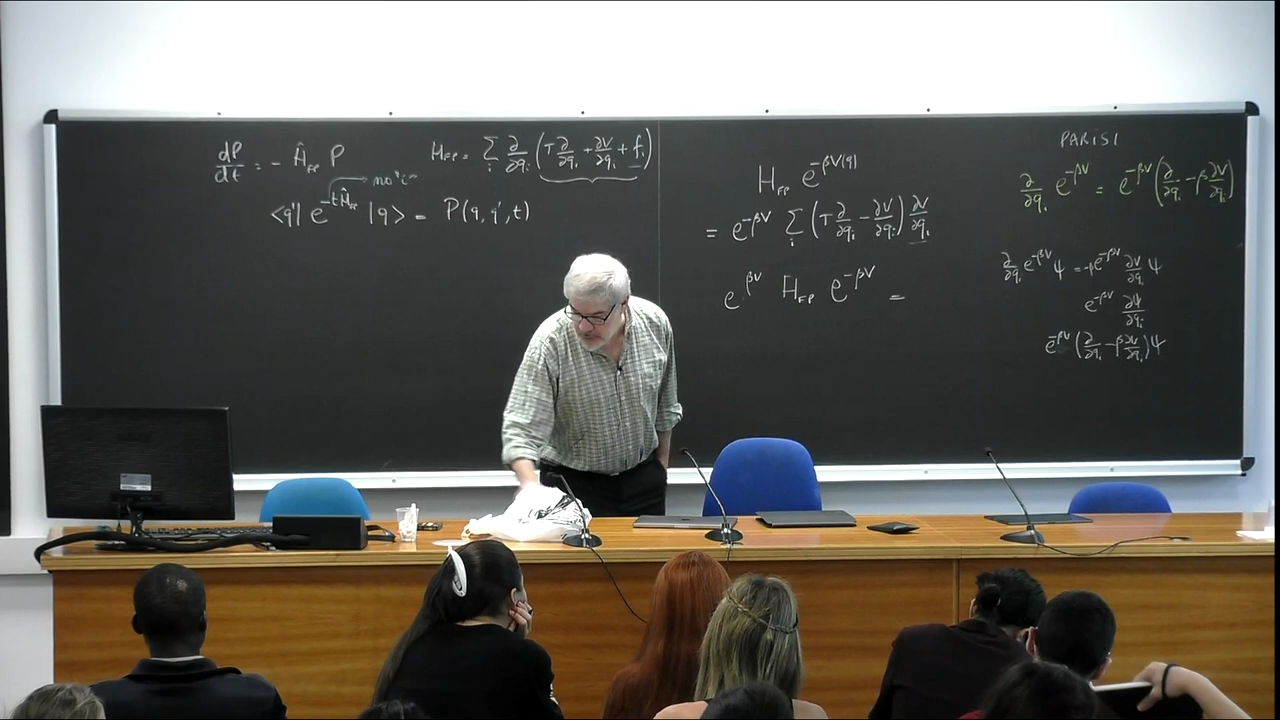 dP/dt = - Ĥ_FP P
H_FP = Σ_i ∂/∂q_i (T ∂/∂q_i + ∂V/∂q_i + f_i)
no "i"
<q'| e^{-tĤ_FP} |q> = P(q, q', t)
H_FP e^{-βV(q)}
= e^{-βV} Σ_i (T ∂/∂q_i - ∂V/∂q_i) ∂V/∂q_i
e^{βV} H_FP e^{-βV} =
PARISI
∂/∂q_i e^{-βV} = e^{-βV} (∂/∂q_i - β ∂V/∂q_i)
∂/∂q_i e^{-βV} ψ = -β e^{-βV} ∂V/∂q_i ψ
e^{-βV} ∂ψ/∂q_i
e^{-βV} (∂/∂q_i - β ∂V/∂q_i) ψ